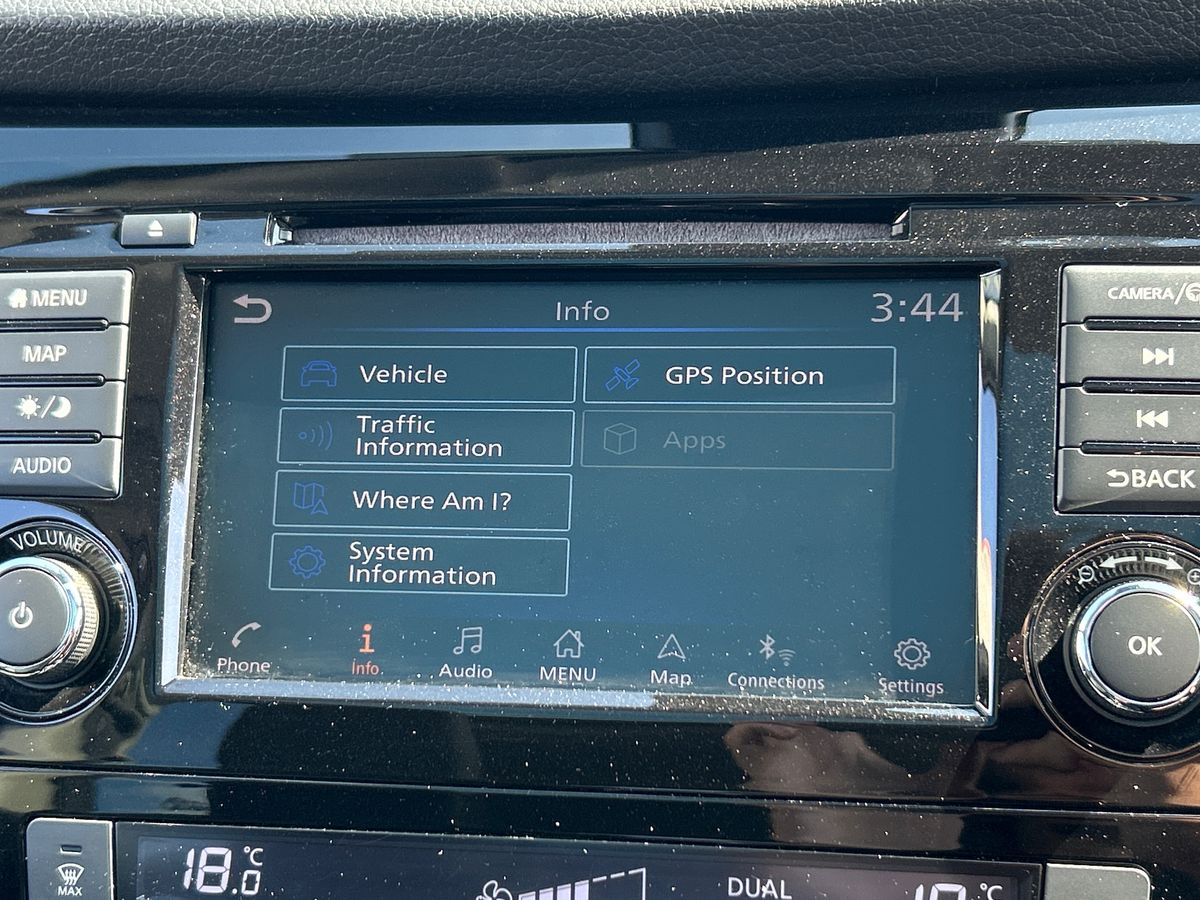 Info
3:44
Vehicle
GPS Position
Traffic
Information
Apps
Where Am I?
System
Information
Phone
Info
Audio
MENU
Map
Connections
Settings
MENU
MAP
AUDIO
VOLUME
CAMERA/
BACK
OK
MAX
18.0 °C
DUAL
°C